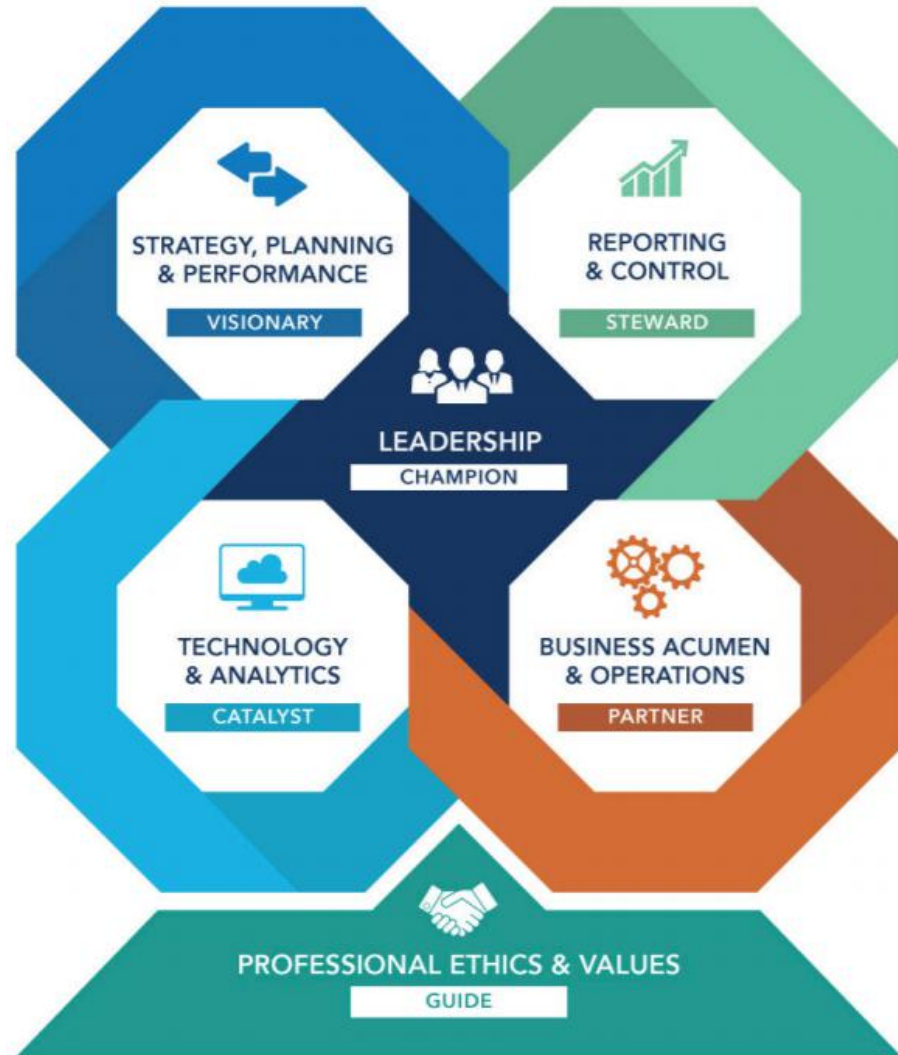 STRATEGY, PLANNING
& PERFORMANCE
VISIONARY
REPORTING
& CONTROL
STEWARD
LEADERSHIP
CHAMPION
TECHNOLOGY
& ANALYTICS
CATALYST
BUSINESS ACUMEN
& OPERATIONS
PARTNER
PROFESSIONAL ETHICS & VALUES
GUIDE